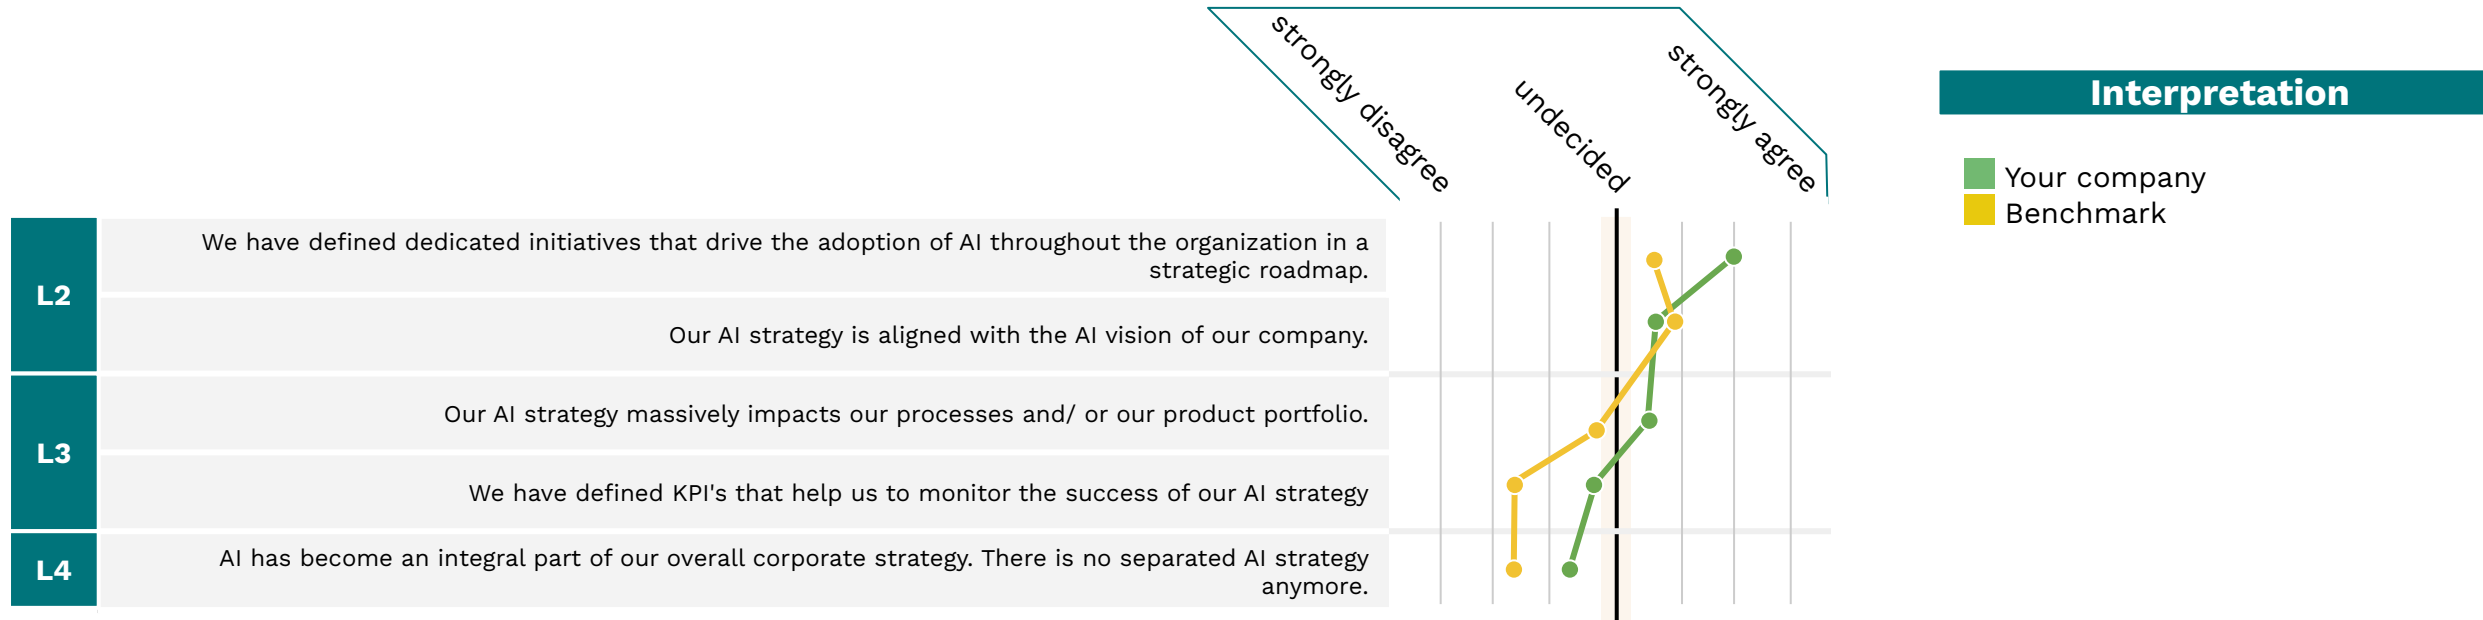 strongly disagree
undecided
strongly agree
Interpretation
Your company
Benchmark
L2
We have defined dedicated initiatives that drive the adoption of AI throughout the organization in a
strategic roadmap.
Our AI strategy is aligned with the AI vision of our company.
L3
Our AI strategy massively impacts our processes and/ or our product portfolio.
We have defined KPI's that help us to monitor the success of our AI strategy
L4
AI has become an integral part of our overall corporate strategy. There is no separated AI strategy
anymore.